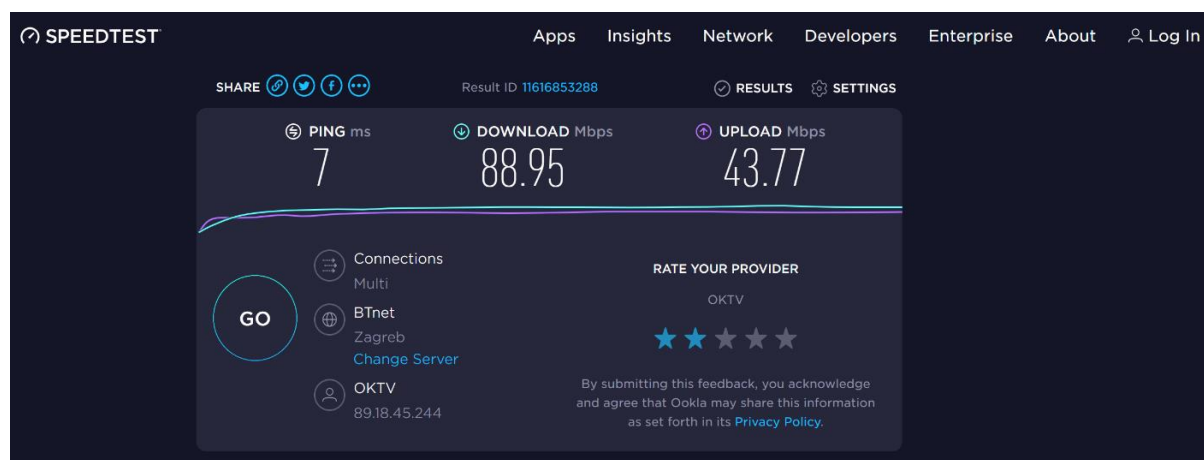 SPEEDTEST Apps Insights Network Developers Enterprise About Log In
SHARE Result ID 11616853288 RESULTS SETTINGS
PING ms DOWNLOAD Mbps UPLOAD Mbps
7 88.95 43.77
GO
Connections
Multi
BTnet
Zagreb
Change Server
OKTV
89.18.45.244
RATE YOUR PROVIDER
OKTV
By submitting this feedback, you acknowledge
and agree that Ookla may share this information
as set forth in its Privacy Policy.